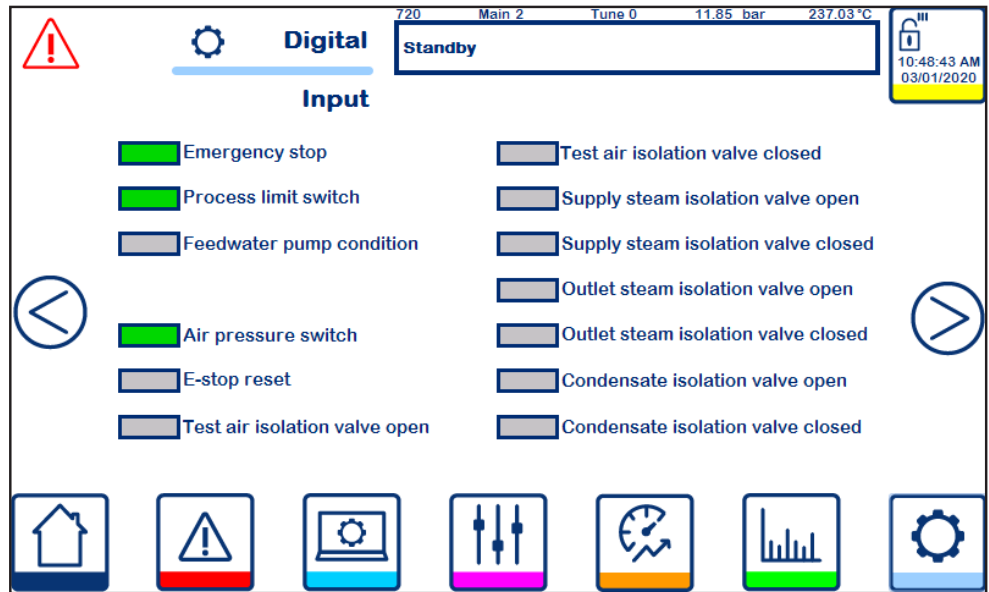 720 Main 2 Tune 0 11.85 bar 237.03 °C
Digital
Input
Standby
10:48:43 AM
03/01/2020
Emergency stop
Process limit switch
Feedwater pump condition
Air pressure switch
E-stop reset
Test air isolation valve open
Test air isolation valve closed
Supply steam isolation valve open
Supply steam isolation valve closed
Outlet steam isolation valve open
Outlet steam isolation valve closed
Condensate isolation valve open
Condensate isolation valve closed